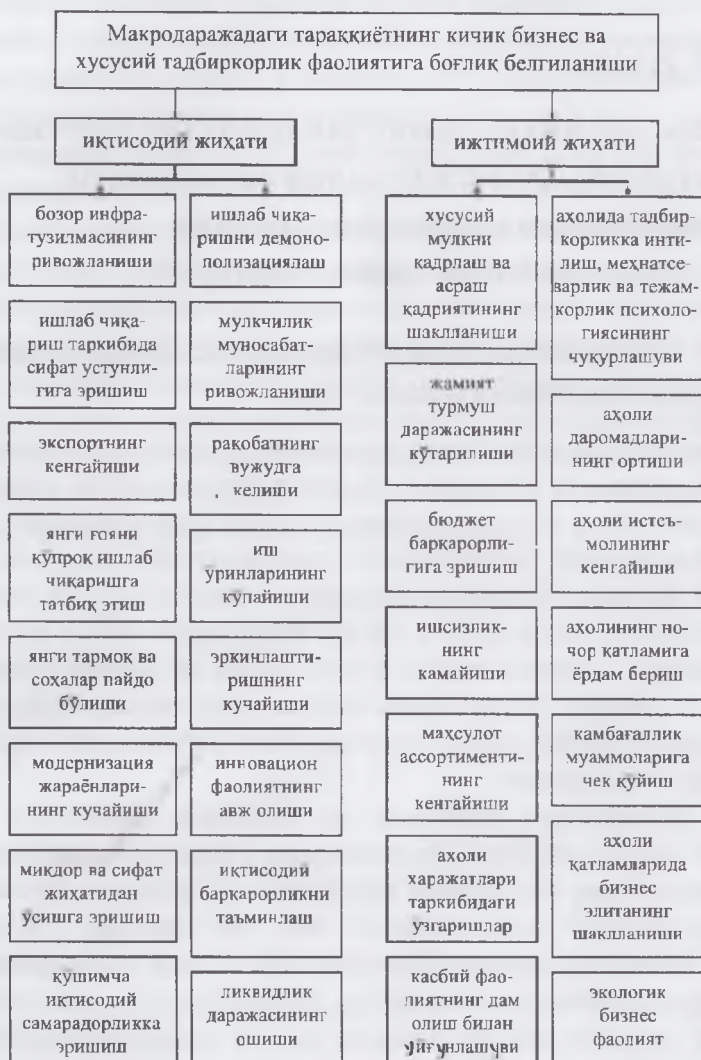 Макродаражадаги тараққиётнинг кичик бизнес ва
хусусий тадбиркорлик фаолиятига боғлиқ белгиланиши
иқтисодий жиҳати
ижтимоий жиҳати
бозор инфра-
тузилмасининг
ривожланиши
ишлаб чиқа-
ришни демоно-
полизациялаш
хусусий
мулкни
қадрлаш ва
асраш
қадриятининг
шаклланиши
аҳолида тадбир-
корликка инти-
лиш, меҳнатсе-
варлик ва тежам-
корлик психоло-
гиясининг
чуқурлашуви
ишлаб чиқа-
риш таркибида
сифат устунли-
гига эришиш
мулкчилик
муносабат-
ларининг
ривожланиши
жамият
турмуш
даражасининг
кўтарилиши
аҳоли
даромадлари-
нинг ортиши
экспортнинг
кенгайиши
рақобатнинг
вужудга
келиши
бюджет
барқарорли-
гига эришиш
аҳоли истеъ-
молининг
кенгайиши
янги ғояни
кўпроқ ишлаб
чиқаришга
татбиқ этиш
иш
ўринларининг
кўпайиши
ишсизлик-
нинг
камайиши
аҳолининг но-
чор қатламига
ёрдам бериш
янги тармоқ ва
соҳалар пайдо
бўлиши
эркинлашти-
ришнинг
кучайиши
маҳсулот
ассортименти-
нинг
кенгайиши
камбағаллик
муаммоларига
чек қўйиш
модернизация
жараёнлари-
нинг кучайиши
инновацион
фаолиятнинг
авж олиши
аҳоли
харажатлари
таркибидаги
ўзгаришлар
аҳоли
қатламларида
бизнес
элитанинг
шаклланиши
миқдор ва сифат
жиҳатидан
ўсишга эришиш
иқтисодий
барқарорликни
таъминлаш
касбий фао-
лиятнинг дам
олиш билан
уйғунлашуви
экологик
бизнес
фаолият
қўшимча
иқтисодий
самарадорликка
эришиш
ликвидлик
даражасининг
ошиши